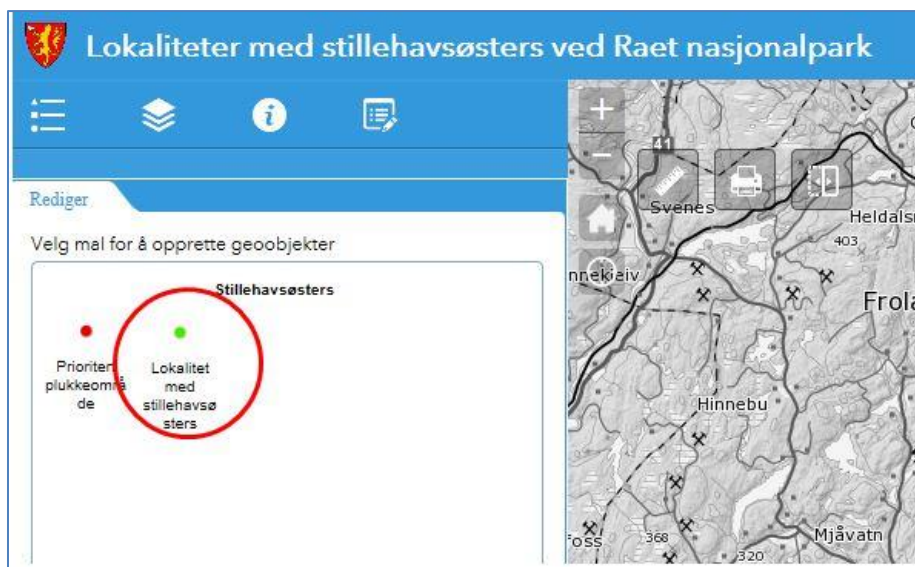 Lokaliteter med stillehavsøsters ved Raet nasjonalpark
Rediger
Velg mal for å opprette geoobjekter
Stillehavsøsters
Prioritert
plukkeområ
de
Lokalitet
med
stillehavsø
sters
41
Svenes
Heldals
403
Frola
Hinnebu
368
320
Mjåvatn